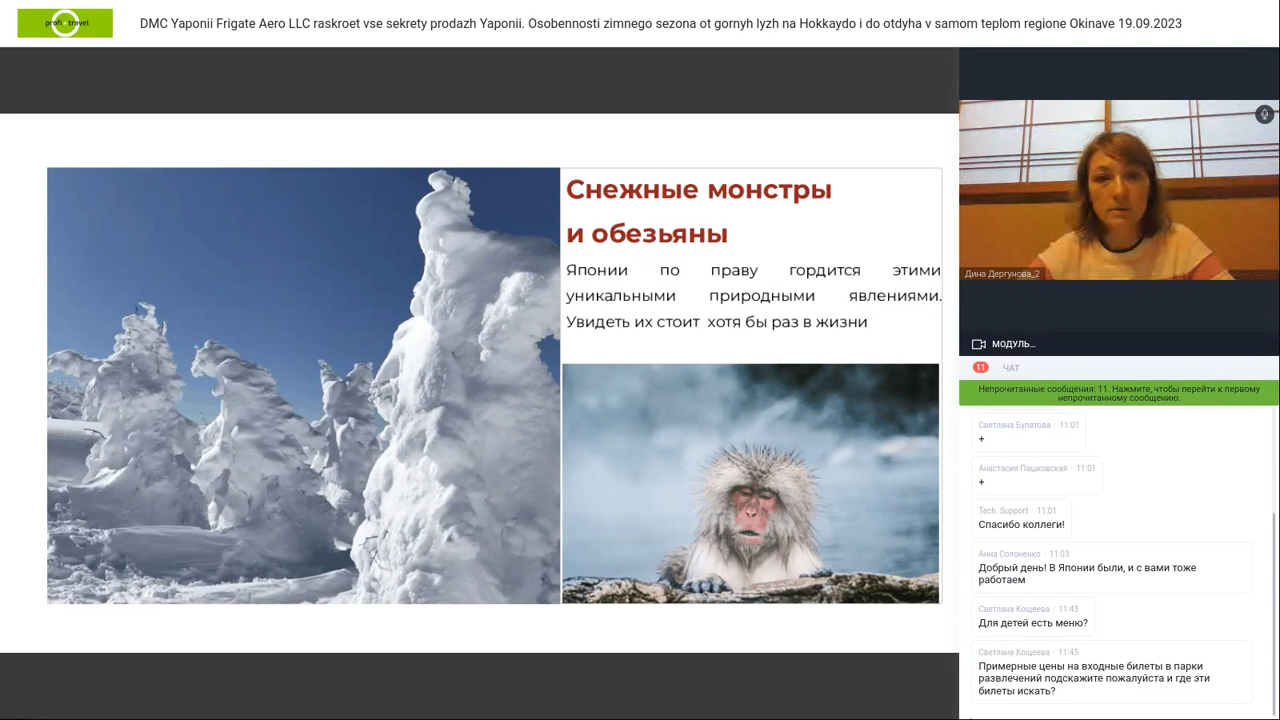 profi travel
DMC Yaponii Frigate Aero LLC raskroet vse sekrety prodazh Yaponii. Osobennosti zimnego sezona ot gornyh lyzh na Hokkaydo i do otdyha v samom teplom regione Okinave 19.09.2023
Снежные монстры
и обезьяны
Японии по праву гордится этими
уникальными природными явлениями.
Увидеть их стоит хотя бы раз в жизни
Дина Дергунова_2
МОДУЛЬ...
11 ЧАТ
Непрочитанные сообщения: 11. Нажмите, чтобы перейти к первому
непрочитанному сообщению.
Светлана Булатова 11:01
+
Анастасия Пашковская 11:01
+
Tech. Support 11:01
Спасибо коллеги!
Анна Солоненко 11:03
Добрый день! В Японии были, и с вами тоже
работаем
Светлана Кощеева 11:43
Для детей есть меню?
Светлана Кощеева 11:45
Примерные цены на входные билеты в парки
развлечений подскажите пожалуйста и где эти
билеты искать?